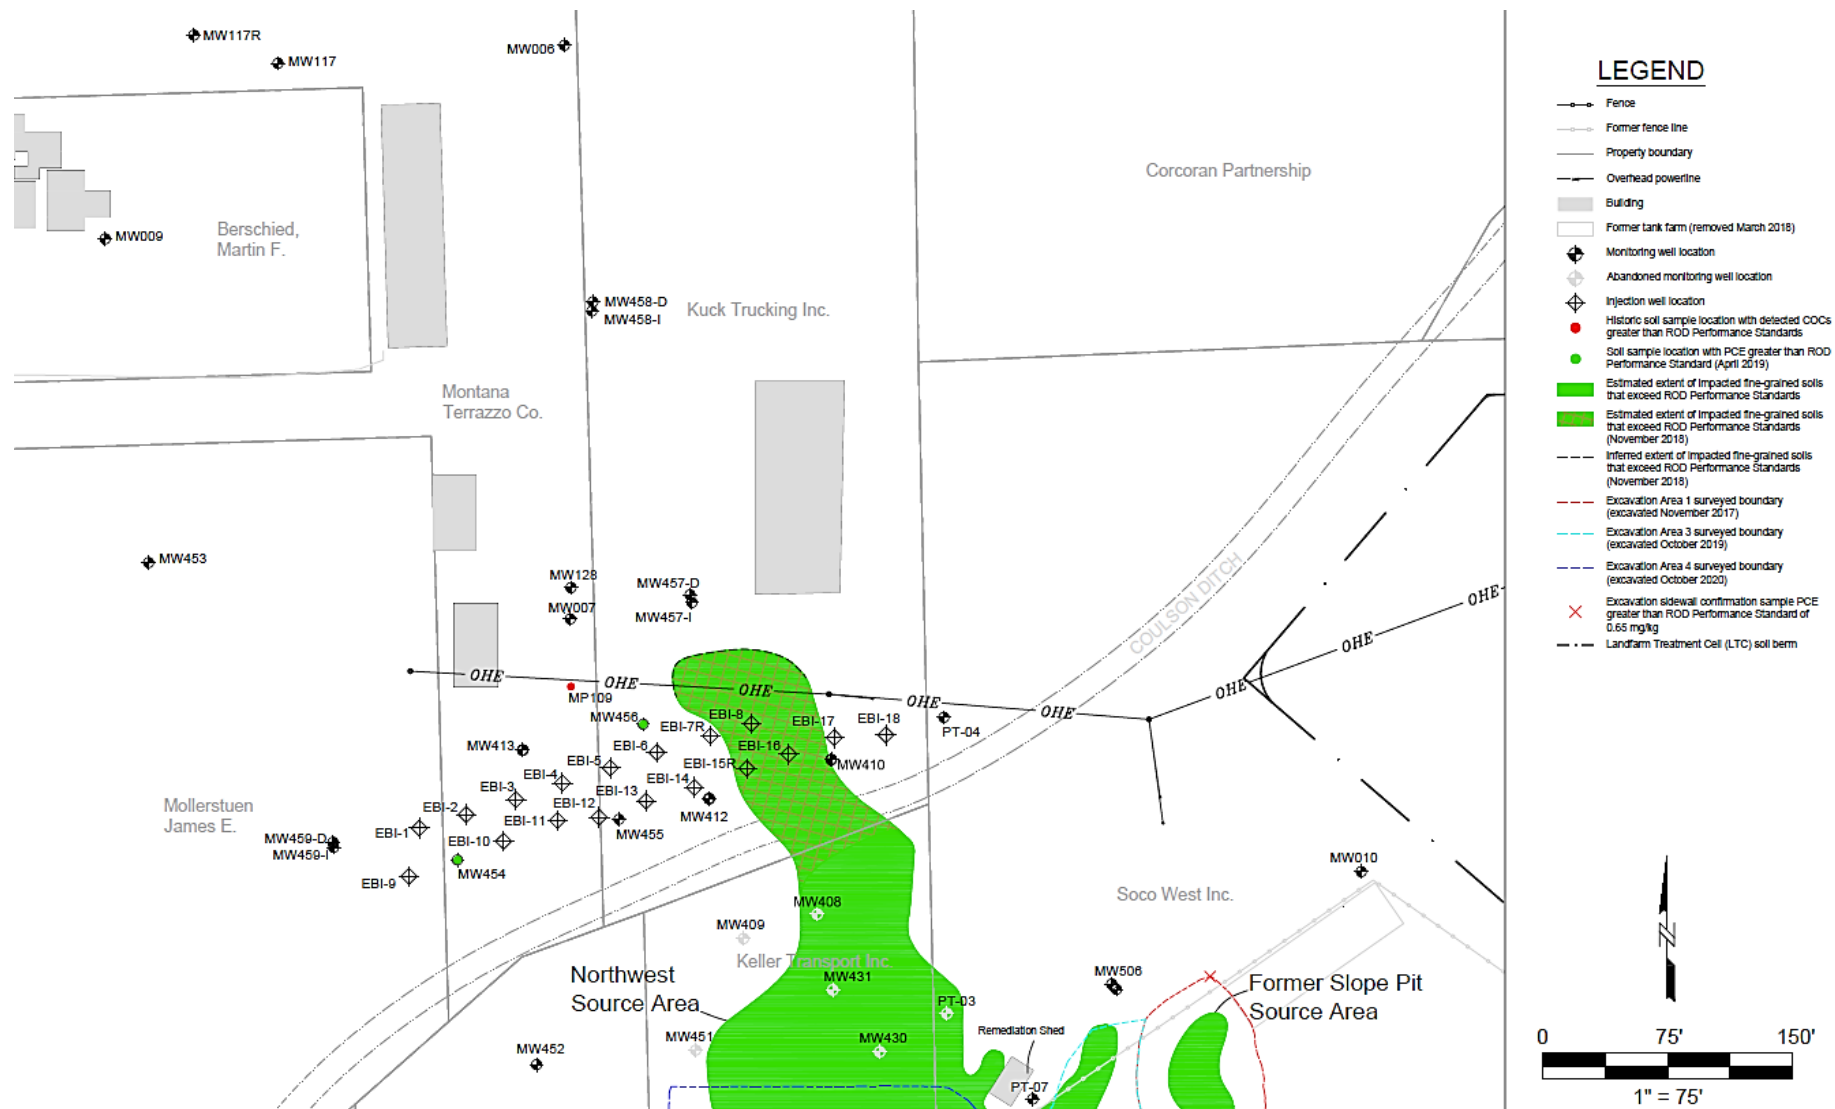 MW117R
MW117
MW006
MW009
Berschied,
Martin F.
MW458-D
MW458-I
Kuck Trucking Inc.
Corcoran Partnership
Montana
Terrazzo Co.
MW453
MW128
MW007
MW457-D
MW457-I
COULSON DITCH
OHE
OHE
OHE
OHE
OHE
OHE
OHE
OHE
MP109
MW456
EBI-7R
EBI-8
EBI-17
EBI-18
PT-04
MW413
EBI-6
EBI-16
MW410
EBI-5
EBI-15R
EBI-4
EBI-14
EBI-3
EBI-13
EBI-2
EBI-12
MW412
EBI-11
MW455
EBI-1
EBI-10
Mollerstuen
James E.
MW459-D
MW459-I
EBI-9
MW454
MW010
Soco West Inc.
MW408
MW409
Keller Transport Inc.
Northwest
Source Area
MW431
MW506
Former Slope Pit
Source Area
PT-03
MW451
MW430
Remediation Shed
MW452
PT-07
LEGEND
Fence
Former fence line
Property boundary
Overhead powerline
Building
Former tank farm (removed March 2018)
Monitoring well location
Abandoned monitoring well location
Injection well location
Historic soil sample location with detected COCs
greater than ROD Performance Standards
Soil sample location with PCE greater than ROD
Performance Standard (April 2019)
Estimated extent of impacted fine-grained soils
that exceed ROD Performance Standards
Estimated extent of impacted fine-grained soils
that exceed ROD Performance Standards
(November 2018)
Inferred extent of impacted fine-grained soils
that exceed ROD Performance Standards
(November 2018)
Excavation Area 1 surveyed boundary
(excavated November 2017)
Excavation Area 3 surveyed boundary
(excavated October 2019)
Excavation Area 4 surveyed boundary
(excavated October 2020)
Excavation sidewall confirmation sample PCE
greater than ROD Performance Standard of
0.65 mg/kg
Landfarm Treatment Cell (LTC) soil berm
N
0 75' 150'
1" = 75'